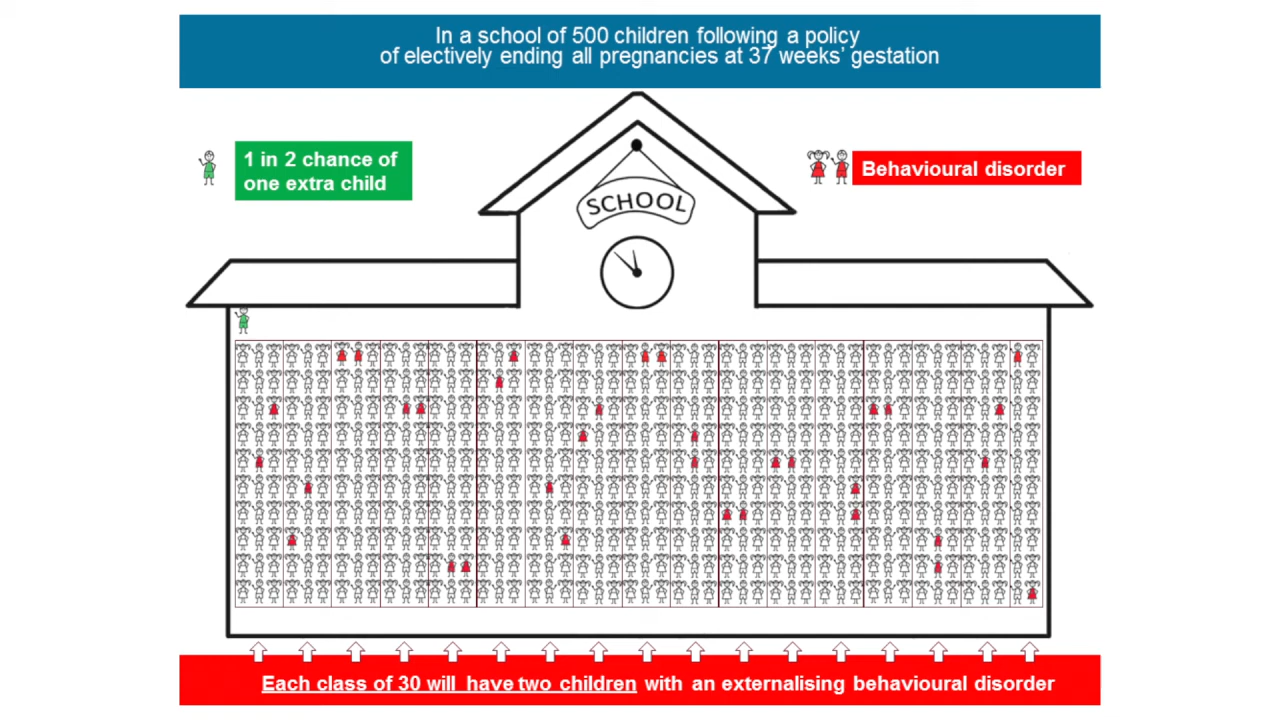 In a school of 500 children following a policy
of electively ending all pregnancies at 37 weeks’ gestation
1 in 2 chance of
one extra child
Behavioural disorder
SCHOOL
Each class of 30 will have two children with an externalising behavioural disorder